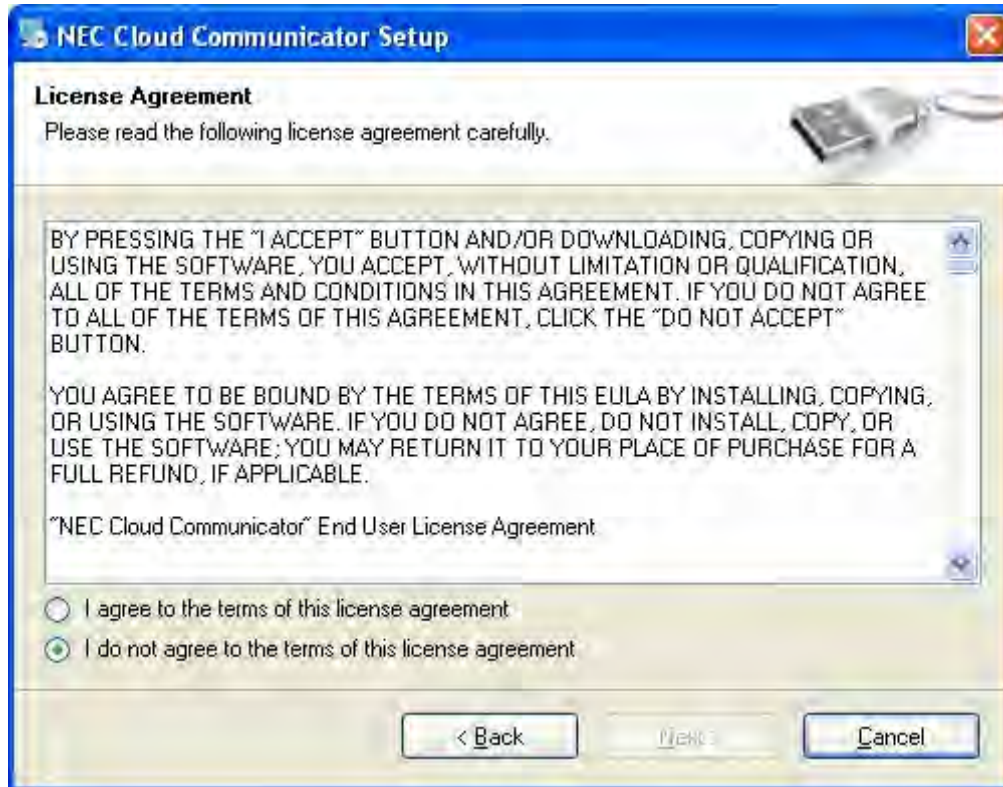 NEC Cloud Communicator Setup
License Agreement
Please read the following license agreement carefully.
BY PRESSING THE "I ACCEPT" BUTTON AND/OR DOWNLOADING, COPYING OR
USING THE SOFTWARE, YOU ACCEPT, WITHOUT LIMITATION OR QUALIFICATION,
ALL OF THE TERMS AND CONDITIONS IN THIS AGREEMENT. IF YOU DO NOT AGREE
TO ALL OF THE TERMS OF THIS AGREEMENT, CLICK THE "DO NOT ACCEPT"
BUTTON.
YOU AGREE TO BE BOUND BY THE TERMS OF THIS EULA BY INSTALLING, COPYING,
OR USING THE SOFTWARE. IF YOU DO NOT AGREE, DO NOT INSTALL, COPY, OR
USE THE SOFTWARE; YOU MAY RETURN IT TO YOUR PLACE OF PURCHASE FOR A
FULL REFUND, IF APPLICABLE.
"NEC Cloud Communicator" End User License Agreement
I agree to the terms of this license agreement
I do not agree to the terms of this license agreement
< Back Next > Cancel